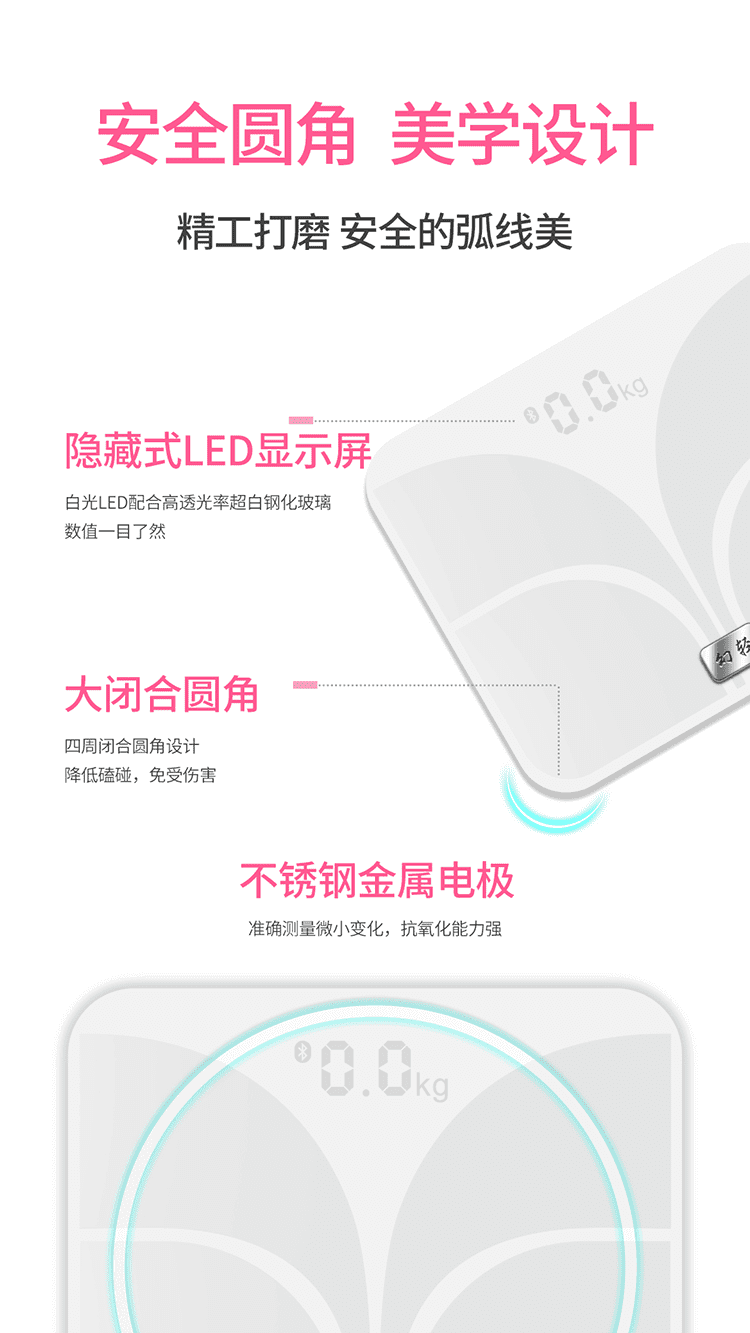 安全圆角 美学设计
精工打磨 安全的弧线美
0.0kg
隐藏式LED显示屏
白光LED配合高透光率超白钢化玻璃
数值一目了然
大闭合圆角
四周闭合圆角设计
降低磕碰，免受伤害
不锈钢金属电极
准确测量微小变化，抗氧化能力强
0.0kg